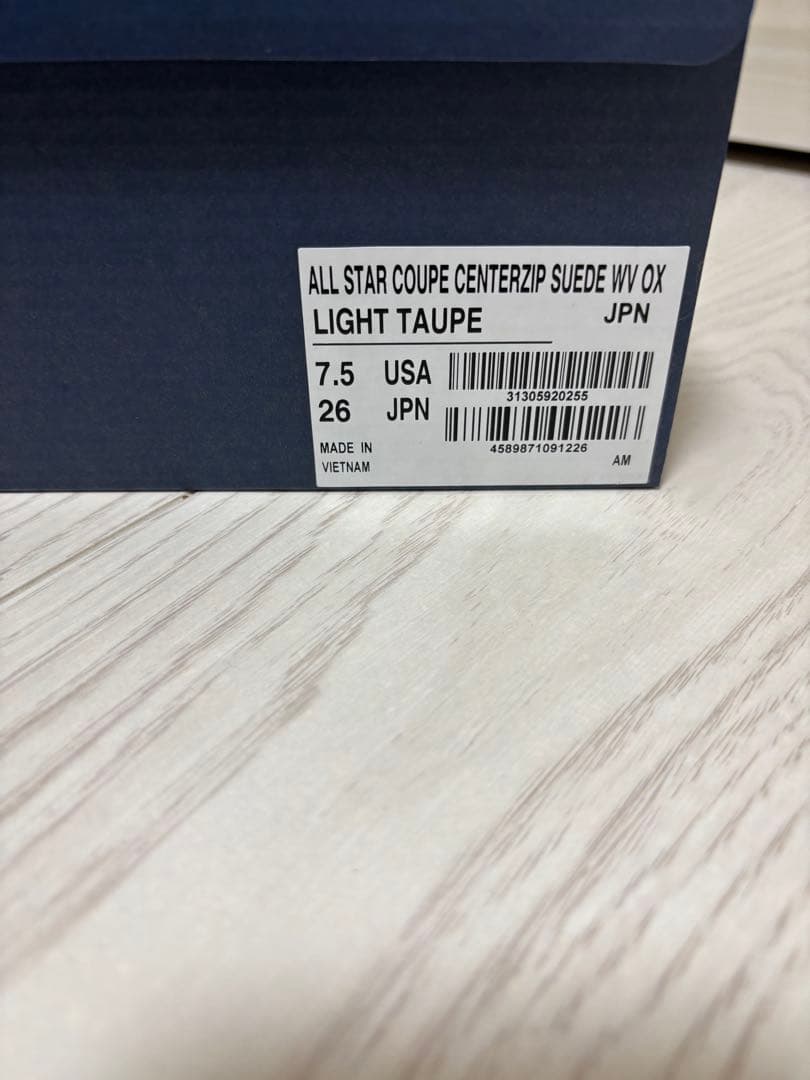 ALL STAR COUPE CENTERZIP SUEDE WV OX
LIGHT TAUPE JPN
7.5 USA
31305920255
26 JPN
4589871091226
MADE IN
VIETNAM
AM